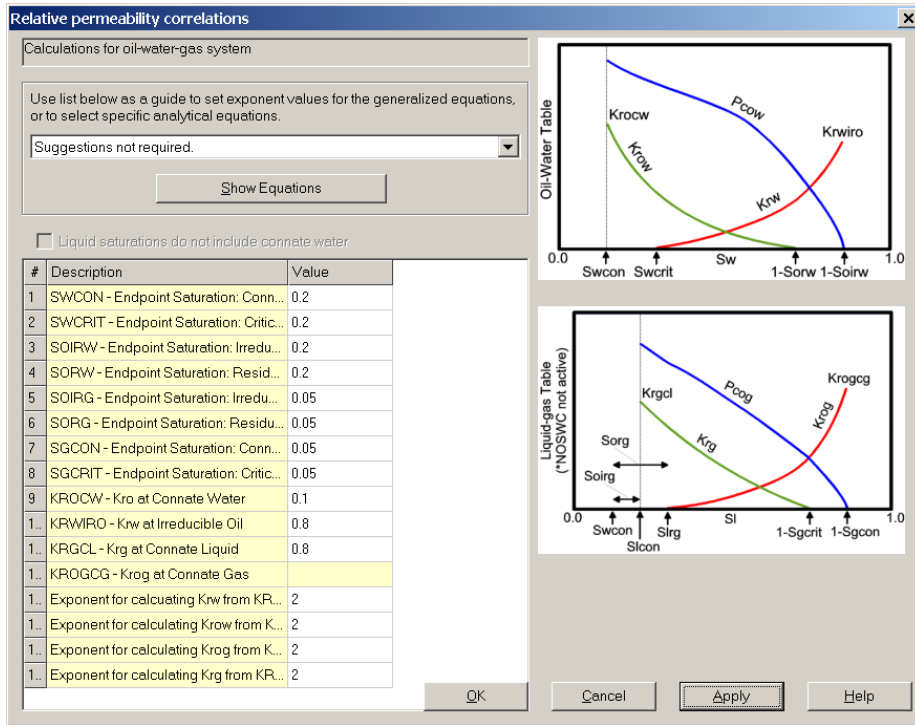 Relative permeability correlations
Calculations for oil-water-gas system
Use list below as a guide to set exponent values for the generalized equations,
or to select specific analytical equations.
Suggestions not required.
Show Equations
Liquid saturations do not include connate water
# Description Value
1 SWCON - Endpoint Saturation: Conn... 0.2
2 SWCRIT - Endpoint Saturation: Critic... 0.2
3 SOIRW - Endpoint Saturation: Irredu... 0.2
4 SORW - Endpoint Saturation: Resid... 0.2
5 SOIRG - Endpoint Saturation: Irredu... 0.05
6 SORG - Endpoint Saturation: Residu... 0.05
7 SGCON - Endpoint Saturation: Conn... 0.05
8 SGCRIT - Endpoint Saturation: Critic... 0.05
9 KROCW - Kro at Connate Water 0.1
1.. KRWIRO - Krw at Irreducible Oil 0.8
1.. KRGCL - Krg at Connate Liquid 0.8
1.. KROGCG - Krog at Connate Gas
1.. Exponent for calcuating Krw from KR... 2
1.. Exponent for calculating Krow from K... 2
1.. Exponent for calculating Krog from K... 2
1.. Exponent for calculating Krg from KR... 2
OK
Cancel
Apply
Help
Oil-Water Table
Krocw
Pcow
Krwiro
Krow
Krw
0.0 Sw 1.0
Swcon Swcrit 1-Sorw 1-Soirw
Liquid-gas Table
(*NOSWC not active)
Krogcg
Krgcl
Pcog
Krog
Sorg
Krg
Soirg
0.0 Sl 1.0
Swcon Slrg 1-Sgcrit 1-Sgcon
Slcon